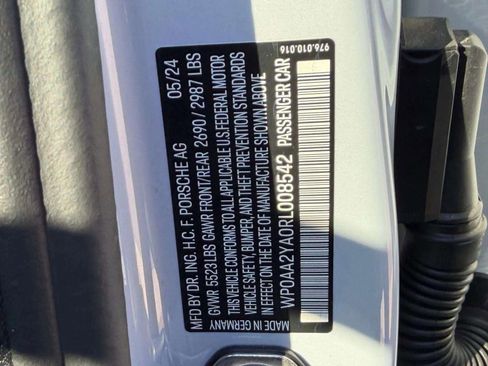 976.010.016
MFD BY DR. ING. H.C. F. PORSCHE AG 05/24
GVWR 5523 LBS GAWR FRONT/REAR 2690 / 2987 LBS
THIS VEHICLE CONFORMS TO ALL APPLICABLE U.S. FEDERAL MOTOR
VEHICLE SAFETY, BUMPER, AND THEFT PREVENTION STANDARDS
IN EFFECT ON THE DATE OF MANUFACTURE SHOWN ABOVE
WP0AA2YA0RL008542 PASSENGER CAR
MADE IN GERMANY